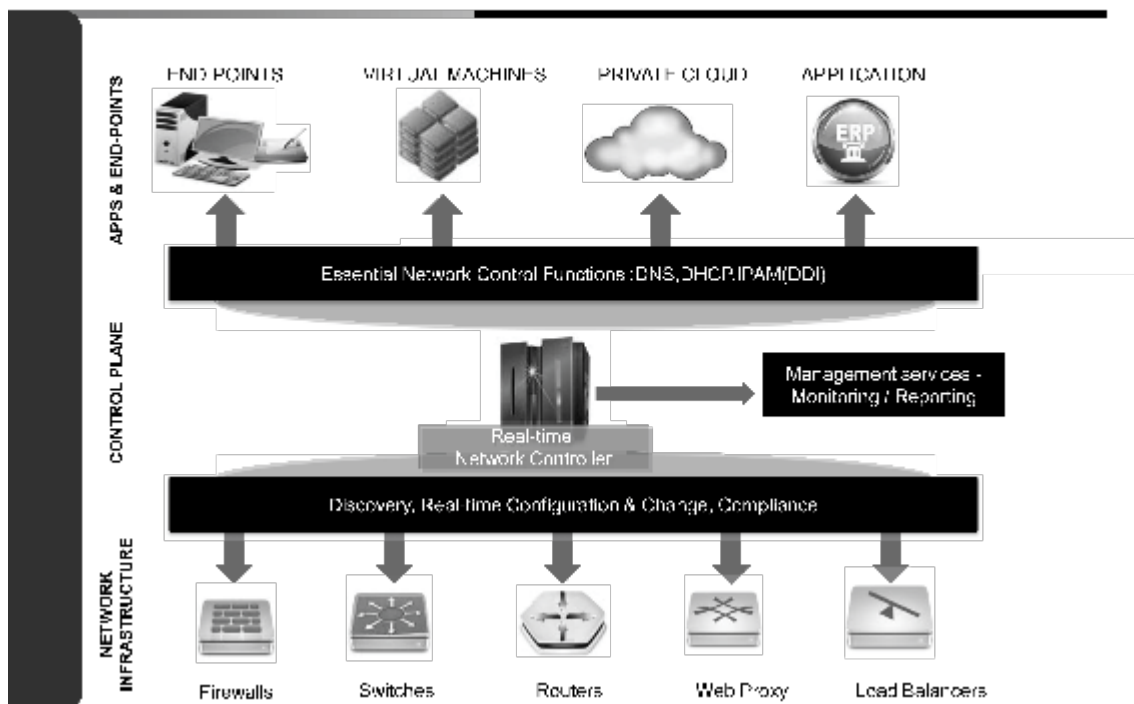 END POINTS
VIRTUAL MACHINES
PRIVATE CLOUD
APPLICATION
APPS & END-POINTS
ERP
Essential Network Control Functions :DNS,DHCP,IPAM(DDI)
CONTROL PLANE
Management services -
Monitoring / Reporting
Real-time
Network Controller
Discovery, Real-time Configuration & Change, Compliance
NETWORK
INFRASTRUCTURE
Firewalls
Switches
Routers
Web Proxy
Load Balancers